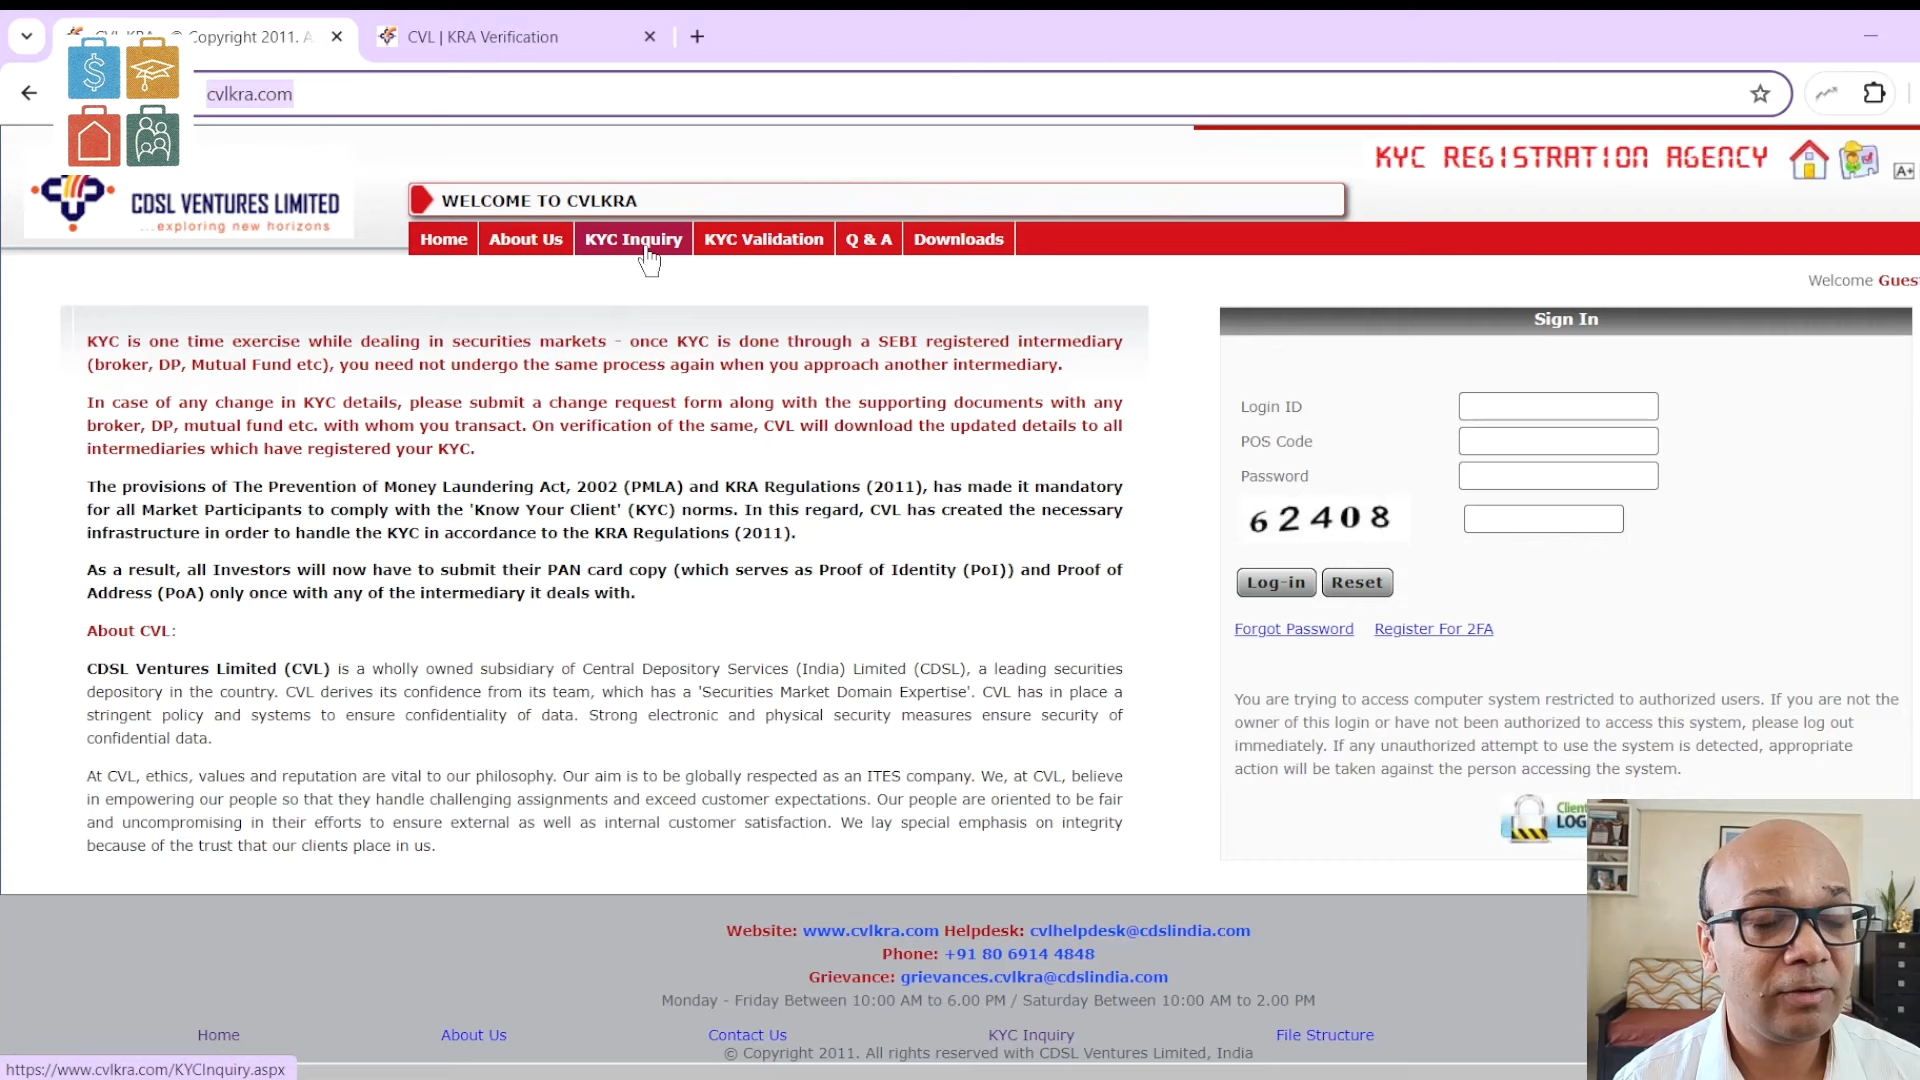 Copyright 2011. A
CVL | KRA Verification
cvlkra.com
KYC REGISTRATION AGENCY
A+
CDSL VENTURES LIMITED
...exploring new horizons
WELCOME TO CVLKRA
Home About Us KYC Inquiry KYC Validation Q & A Downloads
Welcome Gues
KYC is one time exercise while dealing in securities markets - once KYC is done through a SEBI registered intermediary
(broker, DP, Mutual Fund etc), you need not undergo the same process again when you approach another intermediary.
In case of any change in KYC details, please submit a change request form along with the supporting documents with any
broker, DP, mutual fund etc. with whom you transact. On verification of the same, CVL will download the updated details to all
intermediaries which have registered your KYC.
The provisions of The Prevention of Money Laundering Act, 2002 (PMLA) and KRA Regulations (2011), has made it mandatory
for all Market Participants to comply with the 'Know Your Client' (KYC) norms. In this regard, CVL has created the necessary
infrastructure in order to handle the KYC in accordance to the KRA Regulations (2011).
As a result, all Investors will now have to submit their PAN card copy (which serves as Proof of Identity (PoI)) and Proof of
Address (PoA) only once with any of the intermediary it deals with.
About CVL:
CDSL Ventures Limited (CVL) is a wholly owned subsidiary of Central Depository Services (India) Limited (CDSL), a leading securities
depository in the country. CVL derives its confidence from its team, which has a 'Securities Market Domain Expertise'. CVL has in place a
stringent policy and systems to ensure confidentiality of data. Strong electronic and physical security measures ensure security of
confidential data.
At CVL, ethics, values and reputation are vital to our philosophy. Our aim is to be globally respected as an ITES company. We, at CVL, believe
in empowering our people so that they handle challenging assignments and exceed customer expectations. Our people are oriented to be fair
and uncompromising in their efforts to ensure external as well as internal customer satisfaction. We lay special emphasis on integrity
because of the trust that our clients place in us.
Sign In
Login ID
POS Code
Password
62408
Log-in Reset
Forgot Password Register For 2FA
You are trying to access computer system restricted to authorized users. If you are not the
owner of this login or have not been authorized to access this system, please log out
immediately. If any unauthorized attempt to use the system is detected, appropriate
action will be taken against the person accessing the system.
Client
LOG
Website: www.cvlkra.com Helpdesk: cvlhelpdesk@cdslindia.com
Phone: +91 80 6914 4848
Grievance: grievances.cvlkra@cdslindia.com
Monday - Friday Between 10:00 AM to 6.00 PM / Saturday Between 10:00 AM to 2.00 PM
Home About Us Contact Us KYC Inquiry File Structure
© Copyright 2011. All rights reserved with CDSL Ventures Limited, India
https://www.cvlkra.com/KYCInquiry.aspx